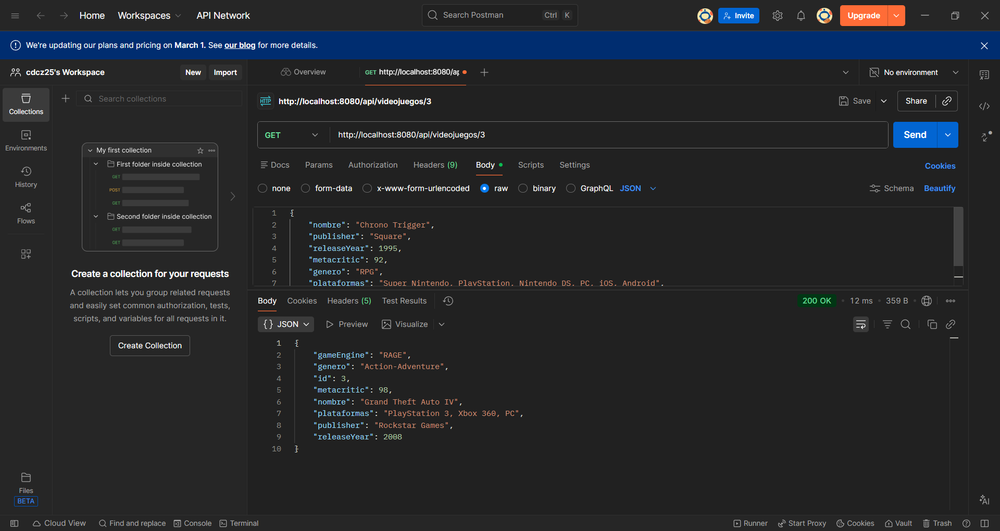 Home Workspaces API Network Search Postman Ctrl K Invite Upgrade
We're updating our plans and pricing on March 1. See our blog for more details.
cdcz25's Workspace New Import Overview GET http://localhost:8080/ap No environment
Search collections
Collections
Environments
History
Flows
Files
BETA
My first collection
First folder inside collection
GET
POST
GET
Second folder inside collection
GET
GET
Create a collection for your requests
A collection lets you group related requests
and easily set common authorization, tests,
scripts, and variables for all requests in it.
Create Collection
HTTP http://localhost:8080/api/videojuegos/3 Save Share
GET http://localhost:8080/api/videojuegos/3 Send
Docs Params Authorization Headers (9) Body Scripts Settings Cookies
none form-data x-www-form-urlencoded raw binary GraphQL JSON Schema Beautify
1 {
2 "nombre": "Chrono Trigger",
3 "publisher": "Square",
4 "releaseYear": 1995,
5 "metacritic": 92,
6 "genero": "RPG",
7 "plataformas": "Super Nintendo, PlayStation, Nintendo DS, PC, iOS, Android",
Body Cookies Headers (5) Test Results 200 OK 12 ms 359 B
{} JSON Preview Visualize
1 {
2 "gameEngine": "RAGE",
3 "genero": "Action-Adventure",
4 "id": 3,
5 "metacritic": 98,
6 "nombre": "Grand Theft Auto IV",
7 "plataformas": "PlayStation 3, Xbox 360, PC",
8 "publisher": "Rockstar Games",
9 "releaseYear": 2008
10 }
AI
Cloud View Find and replace Console Terminal Runner Start Proxy Cookies Vault Trash